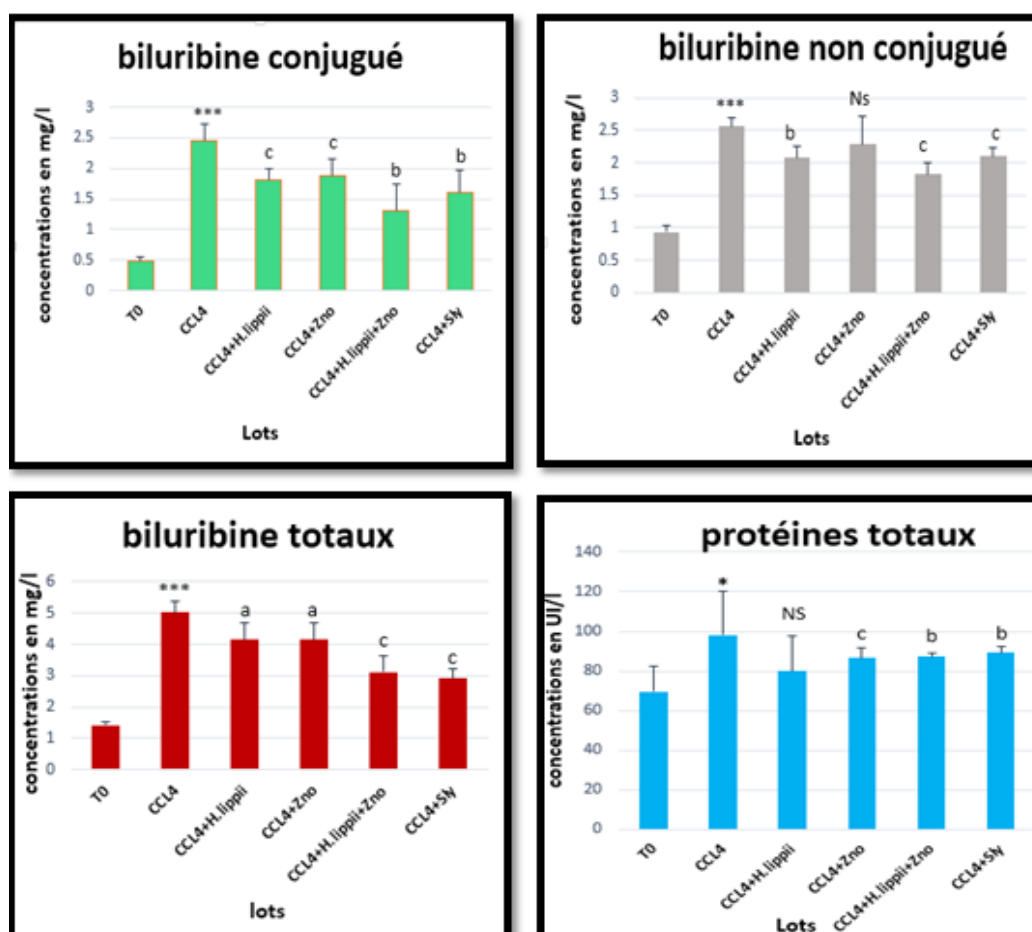 biluribine conjugué
concentrations en mg/l
3
2.5
2
1.5
1
0.5
0
***
c
c
b
b
T0
CCL4
CCL4+H.lippii
CCL4+Zno
CCL4+H.lippii+Zno
CCL4+Sly
Lots
biluribine non conjugué
concentrations en mg/l
3
2.5
2
1.5
1
0.5
0
***
b
Ns
c
c
T0
CCL4
CCL4+H.lippii
CCL4+Zno
CCL4+H.lippii+Zno
CCL4+Sly
Lots
biluribine totaux
concentrations en mg/l
6
5
4
3
2
1
0
***
a
a
c
c
T0
CCL4
CCL4+H.lippii
CCL4+Zno
CCL4+H.lippii+Zno
CCL4+Sly
lots
protéines totaux
concentrations en UI/l
140
120
100
80
60
40
20
0
*
NS
c
b
b
T0
CCL4
CCL4+H.lippii
CCL4+Zno
CCL4+H.lippii+Zno
CCL4+Sly
Lots